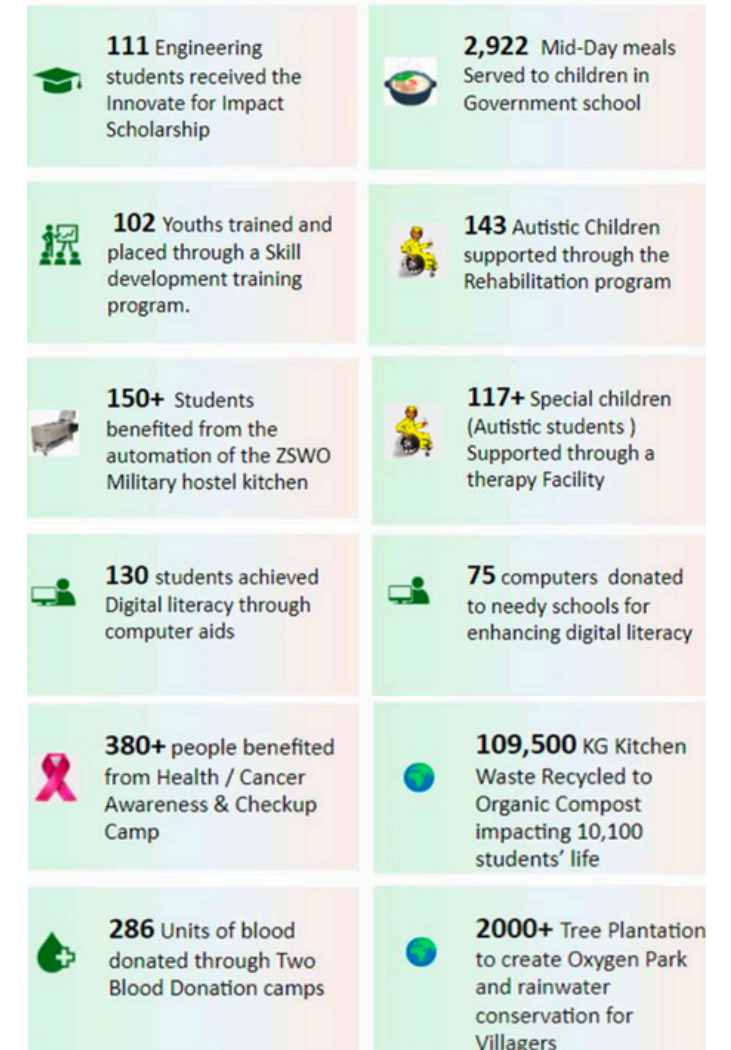 111 Engineering
students received the
Innovate for Impact
Scholarship
2,922 Mid-Day meals
Served to children in
Government school
102 Youths trained and
placed through a Skill
development training
program.
143 Autistic Children
supported through the
Rehabilitation program
150+ Students
benefited from the
automation of the ZSWO
Military hostel kitchen
117+ Special children
(Autistic students )
Supported through a
therapy Facility
130 students achieved
Digital literacy through
computer aids
75 computers donated
to needy schools for
enhancing digital literacy
380+ people benefited
from Health / Cancer
Awareness & Checkup
Camp
109,500 KG Kitchen
Waste Recycled to
Organic Compost
impacting 10,100
students’ life
286 Units of blood
donated through Two
Blood Donation camps
2000+ Tree Plantation
to create Oxygen Park
and rainwater
conservation for
Villagers